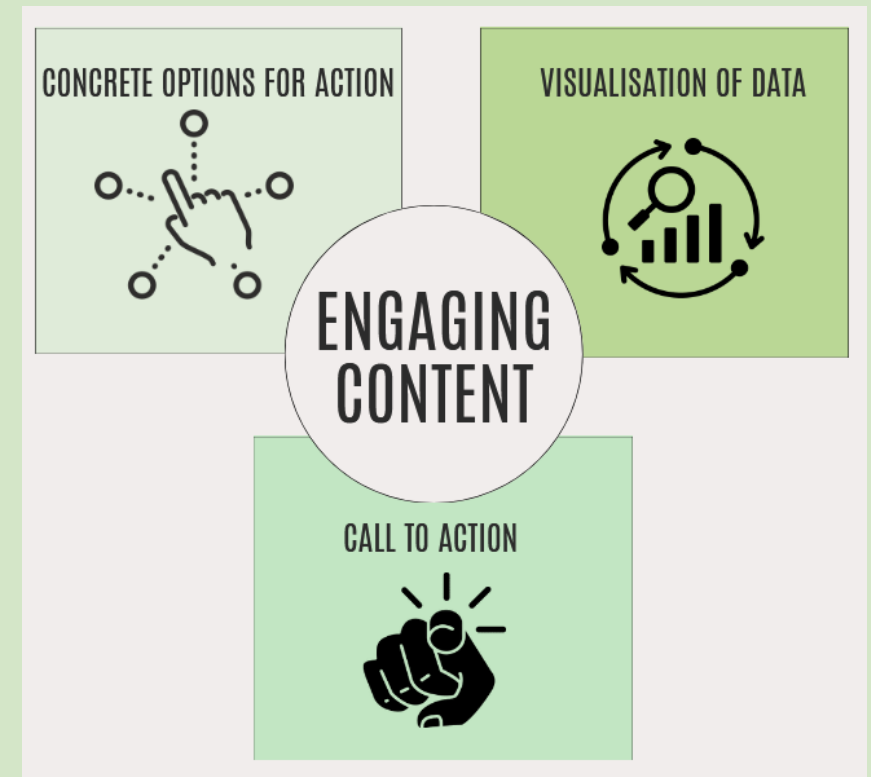 CONCRETE OPTIONS FOR ACTION
VISUALISATION OF DATA
ENGAGING
CONTENT
CALL TO ACTION